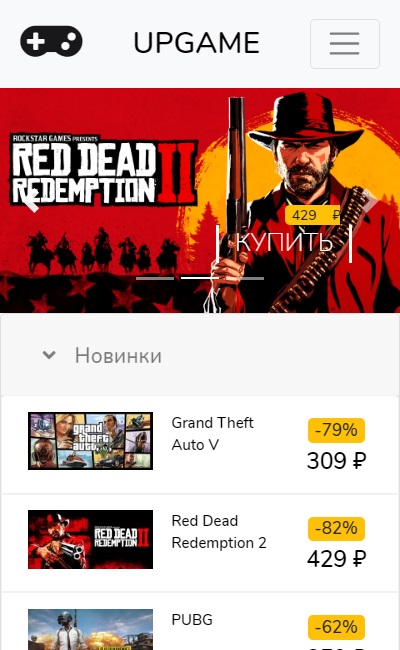 UPGAME
ROCKSTAR GAMES PRESENTS
RED DEAD
REDEMPTION II
429 ₽
КУПИТЬ
Новинки
grand
theft
auto V
Grand Theft
Auto V
-79%
309 ₽
RED DEAD
REDEMPTION II
Red Dead
Redemption 2
-82%
429 ₽
PUBG
-62%